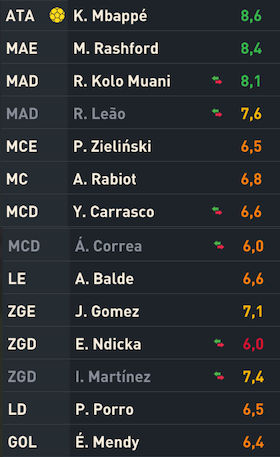 ATA K. Mbappé 8,6
MAE M. Rashford 8,4
MAD R. Kolo Muani 8,1
MAD R. Leão 7,6
MCE P. Zieliński 6,5
MC A. Rabiot 6,8
MCD Y. Carrasco 6,6
MCD Á. Correa 6,0
LE A. Balde 6,6
ZGE J. Gomez 7,1
ZGD E. Ndicka 6,0
ZGD I. Martínez 7,4
LD P. Porro 6,5
GOL É. Mendy 6,4